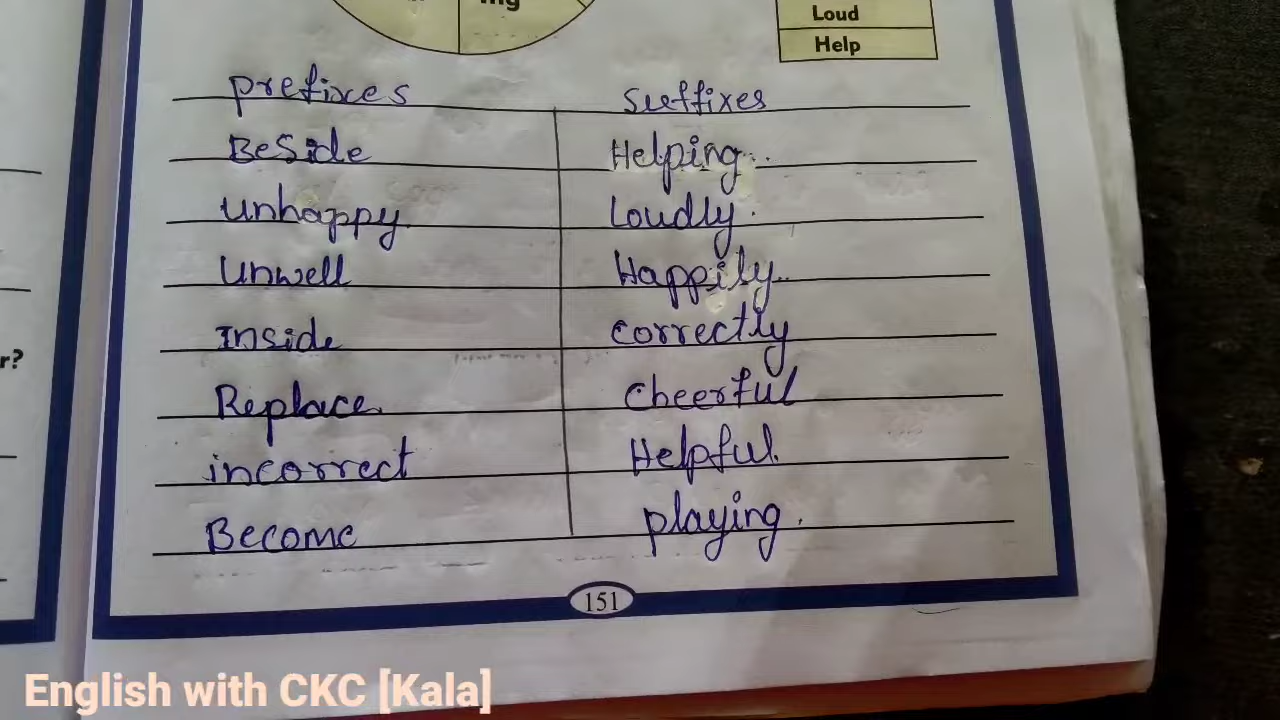 ing
Loud
Help
prefixes suffixes
Beside Helping.
unhappy Loudly.
Unwell Happily.
Inside correctly
Replace cheerful
incorrect Helpful.
Become playing.
r?
151
English with CKC [Kala]